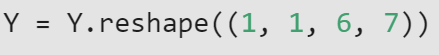 Y = Y.reshape((1, 1, 6, 7))